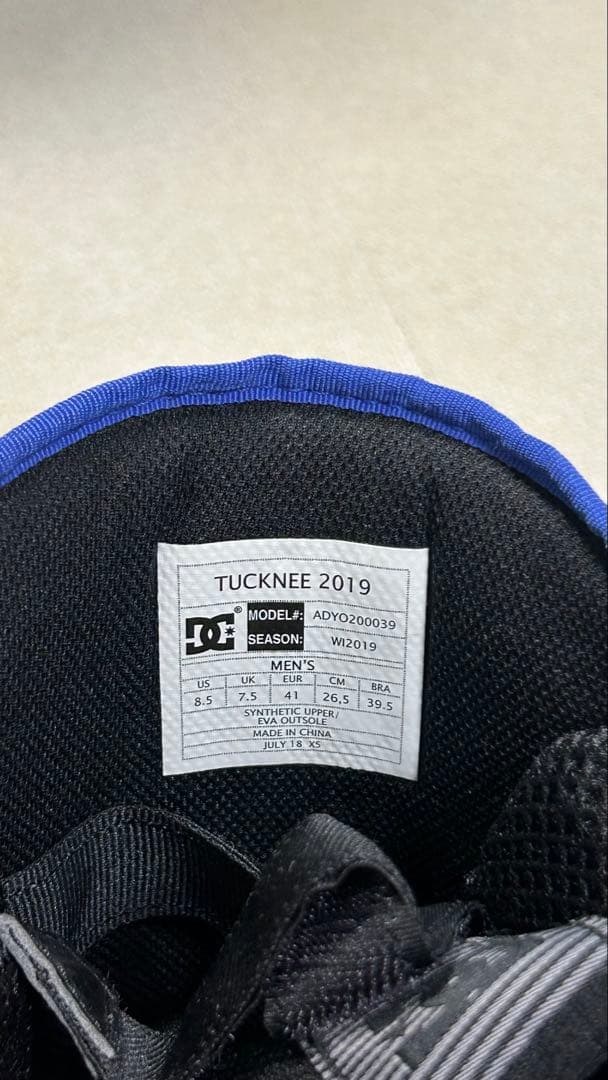 TUCKNEE 2019
DC® MODEL#: ADYO200039
SEASON: WI2019
MEN'S
US UK EUR CM BRA
8.5 7.5 41 26,5 39.5
SYNTHETIC UPPER/
EVA OUTSOLE
MADE IN CHINA
JULY 18 XS